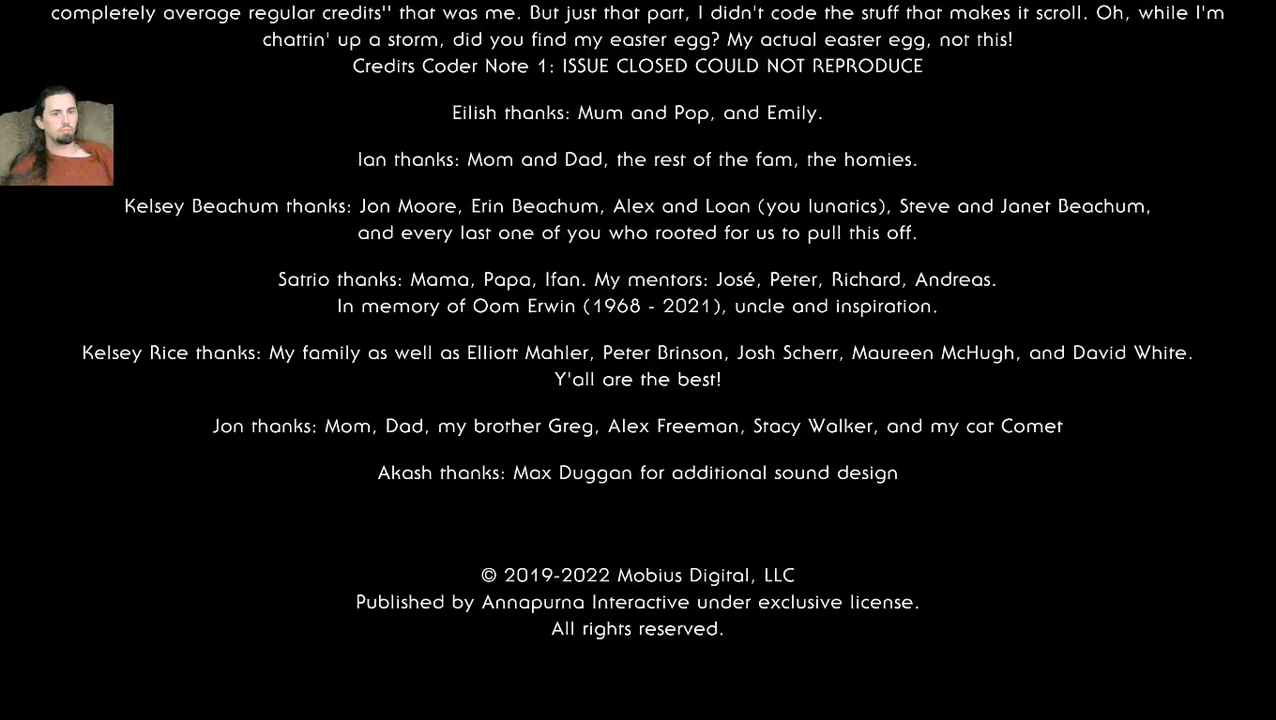 completely average regular credits'' that was me. But just that part, I didn't code the stuff that makes it scroll. Oh, while I'm
chattin' up a storm, did you find my easter egg? My actual easter egg, not this!
Credits Coder Note 1: ISSUE CLOSED COULD NOT REPRODUCE
Eilish thanks: Mum and Pop, and Emily.
Ian thanks: Mom and Dad, the rest of the fam, the homies.
Kelsey Beachum thanks: Jon Moore, Erin Beachum, Alex and Loan (you lunatics), Steve and Janet Beachum,
and every last one of you who rooted for us to pull this off.
Satrio thanks: Mama, Papa, Ifan. My mentors: José, Peter, Richard, Andreas.
In memory of Oom Erwin (1968 - 2021), uncle and inspiration.
Kelsey Rice thanks: My family as well as Elliott Mahler, Peter Brinson, Josh Scherr, Maureen McHugh, and David White.
Y'all are the best!
Jon thanks: Mom, Dad, my brother Greg, Alex Freeman, Stacy Walker, and my cat Comet
Akash thanks: Max Duggan for additional sound design
© 2019-2022 Mobius Digital, LLC
Published by Annapurna Interactive under exclusive license.
All rights reserved.